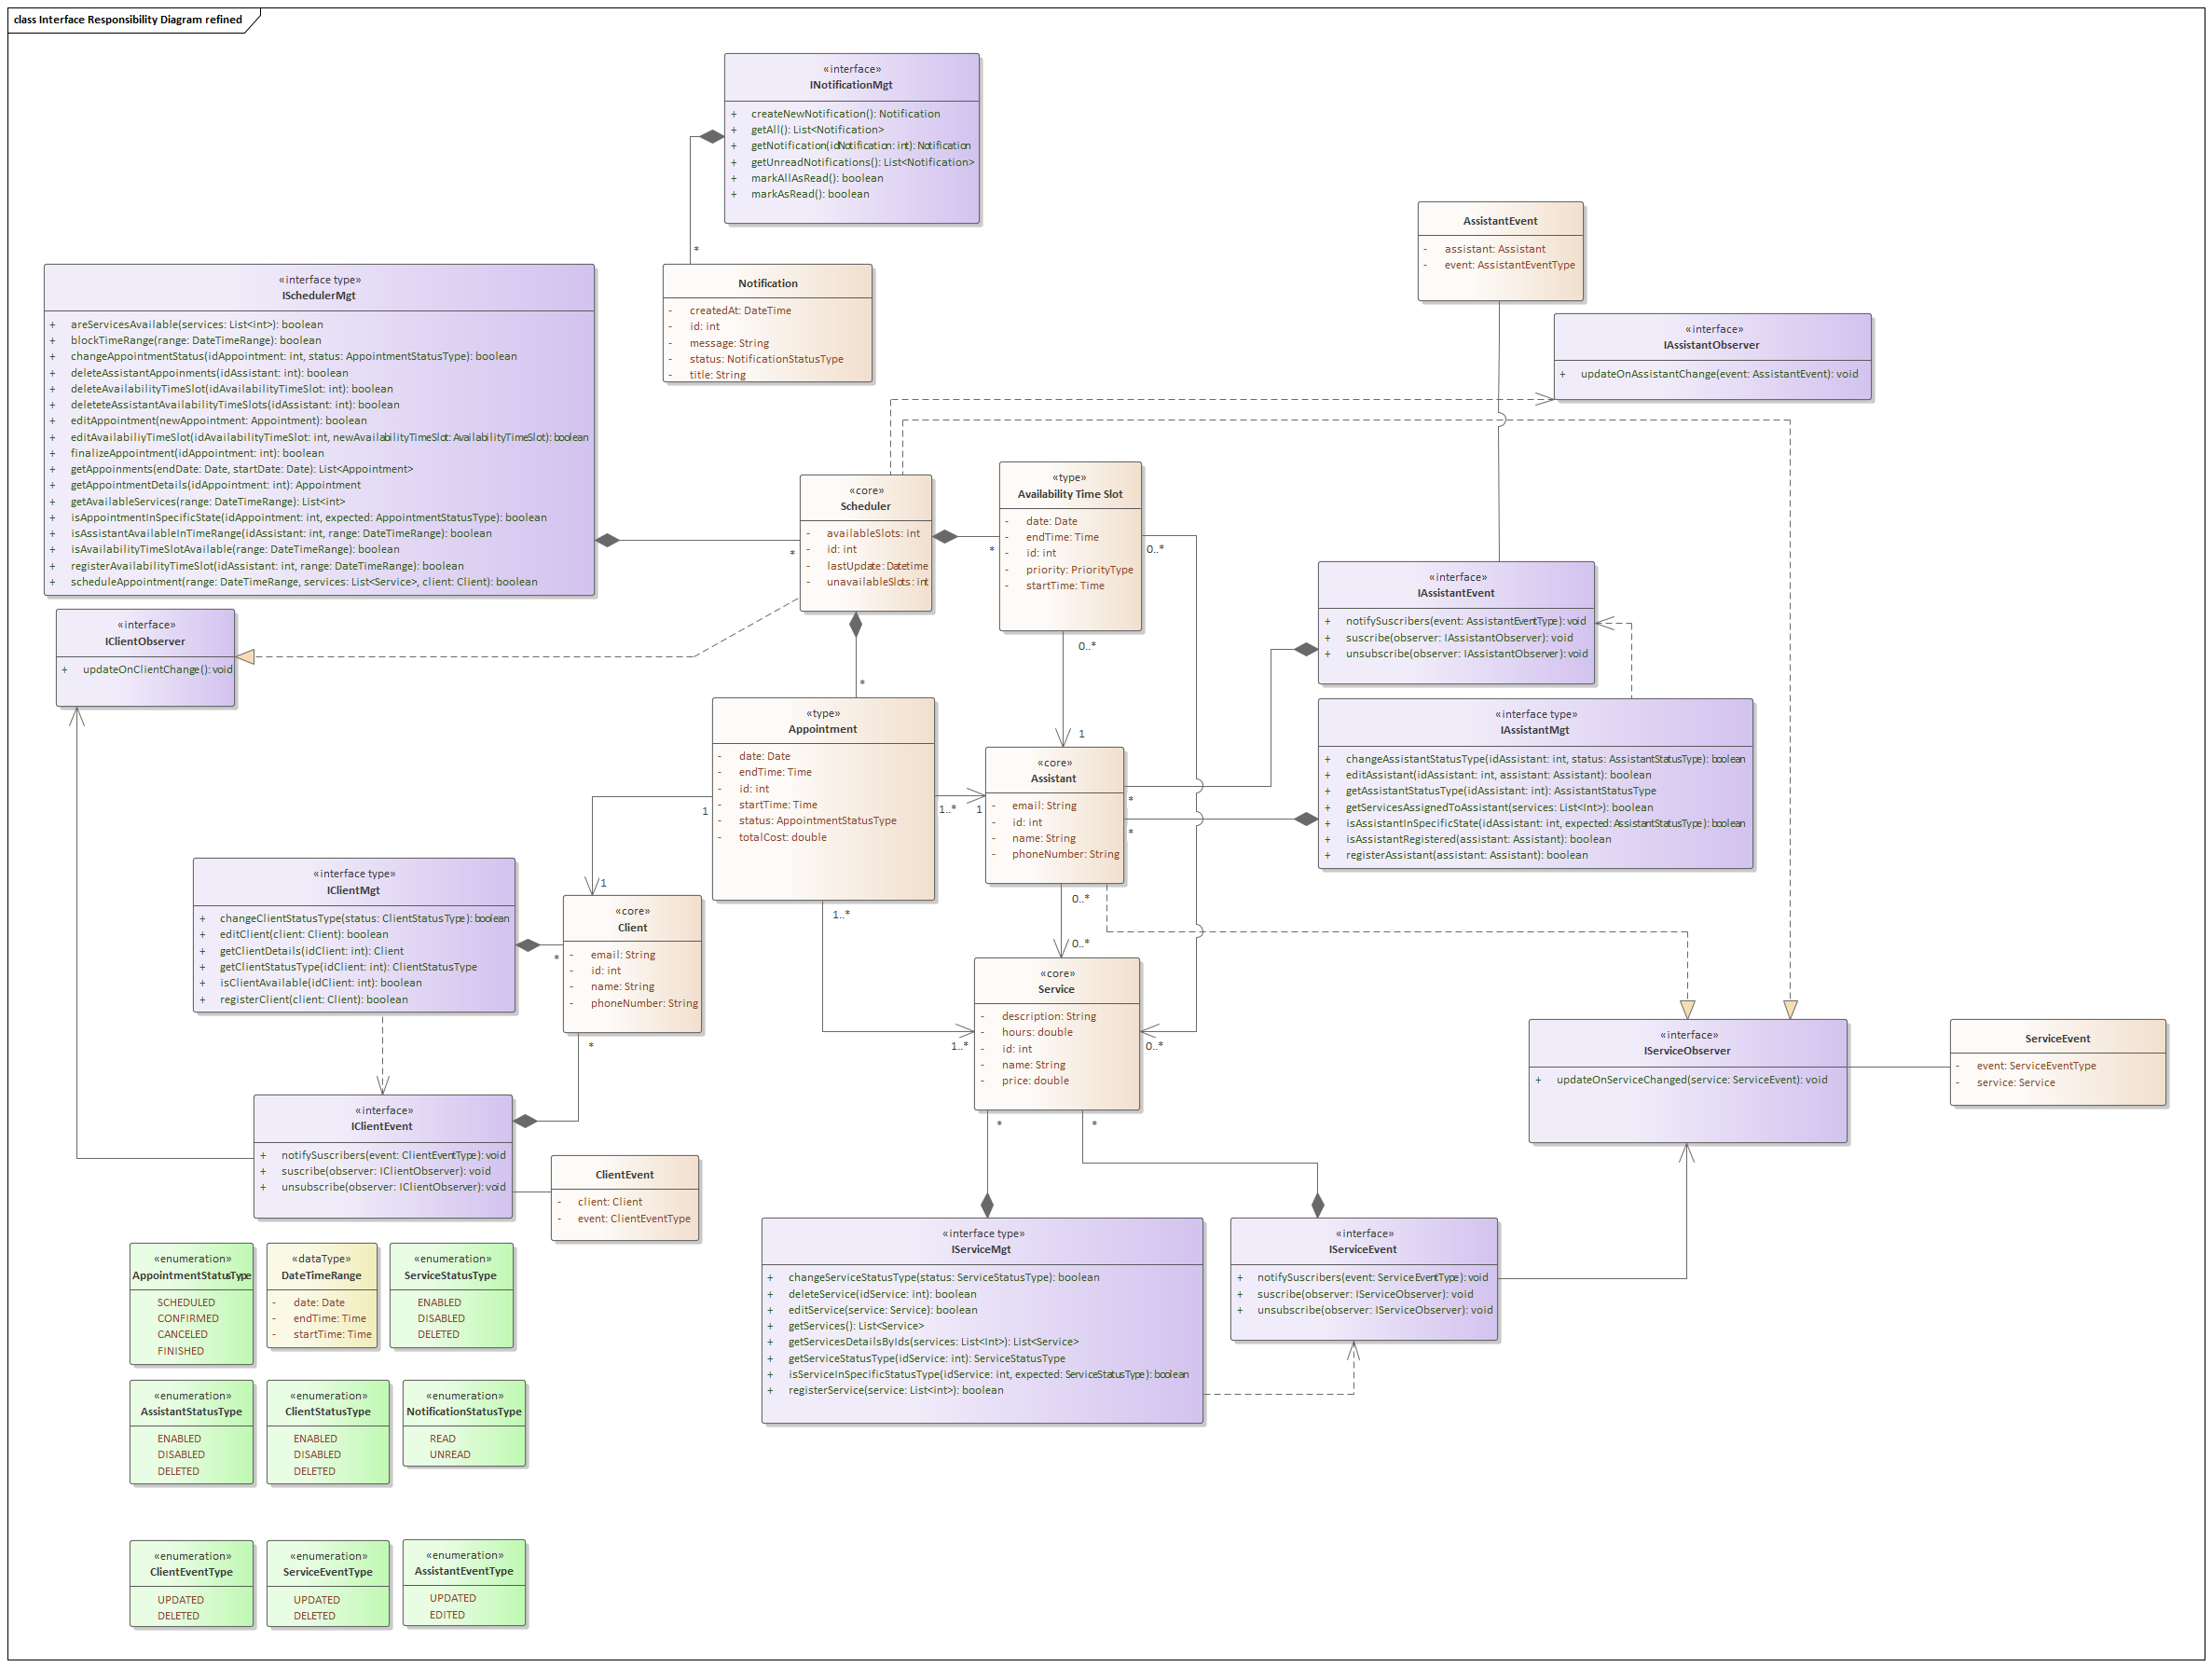 class Interface Responsibility Diagram refined
«interface»
INotificationMgt
+ createNewNotification(): Notification
+ getAll(): List<Notification>
+ getNotification(idNotification: int): Notification
+ getUnreadNotifications(): List<Notification>
+ markAllAsRead(): boolean
+ markAsRead(): boolean
*
AssistantEvent
- assistant: Assistant
- event: AssistantEventType
«interface type»
ISchedulerMgt
+ areServicesAvailable(services: List<int>): boolean
+ blockTimeRange(range: DateTimeRange): boolean
+ changeAppointmentStatus(idAppointment: int, status: AppointmentStatusType): boolean
+ deleteAssistantAppoinments(idAssistant: int): boolean
+ deleteAvailabilityTimeSlot(idAvailabilityTimeSlot: int): boolean
+ deleteteAssistantAvailabilityTimeSlots(idAssistant: int): boolean
+ editAppointment(newAppointment: Appointment): boolean
+ editAvailabiliyTimeSlot(idAvailabilityTimeSlot: int, newAvailabilityTimeSlot: AvailabilityTimeSlot): boolean
+ finalizeAppointment(idAppointment: int): boolean
+ getAppoinments(endDate: Date, startDate: Date): List<Appointment>
+ getAppointmentDetails(idAppointment: int): Appointment
+ getAvailableServices(range: DateTimeRange): List<int>
+ isAppointmentInSpecificState(idAppointment: int, expected: AppointmentStatusType): boolean
+ isAssistantAvailableInTimeRange(idAssistant: int, range: DateTimeRange): boolean
+ isAvailabilityTimeSlotAvailable(range: DateTimeRange): boolean
+ registerAvailabilityTimeSlot(idAssistant: int, range: DateTimeRange): boolean
+ scheduleAppointment(range: DateTimeRange, services: List<Service>, client: Client): boolean
Notification
- createdAt: DateTime
- id: int
- message: String
- status: NotificationStatusType
- title: String
«interface»
IAssistantObserver
+ updateOnAssistantChange(event: AssistantEvent): void
«core»
Scheduler
- availableSlots: int
- id: int
- lastUpdate: Datetime
- unavailableSlots: int
*
*
*
«type»
Availability Time Slot
- date: Date
- endTime: Time
- id: int
- priority: PriorityType
- startTime: Time
0..*
0..*
1
«interface»
IAssistantEvent
+ notifySuscribers(event: AssistantEventType): void
+ suscribe(observer: IAssistantObserver): void
+ unsubscribe(observer: IAssistantObserver): void
«interface»
IClientObserver
+ updateOnClientChange(): void
«type»
Appointment
- date: Date
- endTime: Time
- id: int
- startTime: Time
- status: AppointmentStatusType
- totalCost: double
1
1
1..*
1
1..*
1..*
«core»
Assistant
- email: String
- id: int
- name: String
- phoneNumber: String
*
*
0..*
0..*
«interface type»
IAssistantMgt
+ changeAssistantStatusType(idAssistant: int, status: AssistantStatusType): boolean
+ editAssistant(idAssistant: int, assistant: Assistant): boolean
+ getAssistantStatusType(idAssistant: int): AssistantStatusType
+ getServicesAssignedToAssistant(services: List<Int>): boolean
+ isAssistantInSpecificState(idAssistant: int, expected: AssistantStatusType): boolean
+ isAssistantRegistered(assistant: Assistant): boolean
+ registerAssistant(assistant: Assistant): boolean
«interface type»
IClientMgt
+ changeClientStatusType(status: ClientStatusType): boolean
+ editClient(client: Client): boolean
+ getClientDetails(idClient: int): Client
+ getClientStatusType(idClient: int): ClientStatusType
+ isClientAvailable(idClient: int): boolean
+ registerClient(client: Client): boolean
«core»
Client
- email: String
- id: int
- name: String
- phoneNumber: String
*
*
«core»
Service
- description: String
- hours: double
- id: int
- name: String
- price: double
0..*
*
*
«interface»
IServiceObserver
+ updateOnServiceChanged(service: ServiceEvent): void
ServiceEvent
- event: ServiceEventType
- service: Service
«interface»
IClientEvent
+ notifySuscribers(event: ClientEventType): void
+ suscribe(observer: IClientObserver): void
+ unsubscribe(observer: IClientObserver): void
ClientEvent
- client: Client
- event: ClientEventType
«interface type»
IServiceMgt
+ changeServiceStatusType(status: ServiceStatusType): boolean
+ deleteService(idService: int): boolean
+ editService(service: Service): boolean
+ getServices(): List<Service>
+ getServicesDetailsByIds(services: List<Int>): List<Service>
+ getServiceStatusType(idService: int): ServiceStatusType
+ isServiceInSpecificStatusType(idService: int, expected: ServiceStatusType): boolean
+ registerService(service: List<int>): boolean
«interface»
IServiceEvent
+ notifySuscribers(event: ServiceEventType): void
+ suscribe(observer: IServiceObserver): void
+ unsubscribe(observer: IServiceObserver): void
«enumeration»
AppointmentStatusType
SCHEDULED
CONFIRMED
CANCELED
FINISHED
«dataType»
DateTimeRange
- date: Date
- endTime: Time
- startTime: Time
«enumeration»
ServiceStatusType
ENABLED
DISABLED
DELETED
«enumeration»
AssistantStatusType
ENABLED
DISABLED
DELETED
«enumeration»
ClientStatusType
ENABLED
DISABLED
DELETED
«enumeration»
NotificationStatusType
READ
UNREAD
«enumeration»
ClientEventType
UPDATED
DELETED
«enumeration»
ServiceEventType
UPDATED
DELETED
«enumeration»
AssistantEventType
UPDATED
EDITED